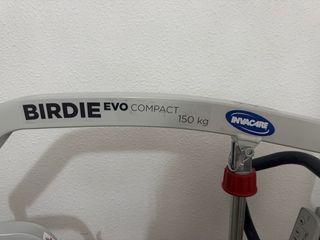 BIRDIE EVO COMPACT
150 kg
INVACARE